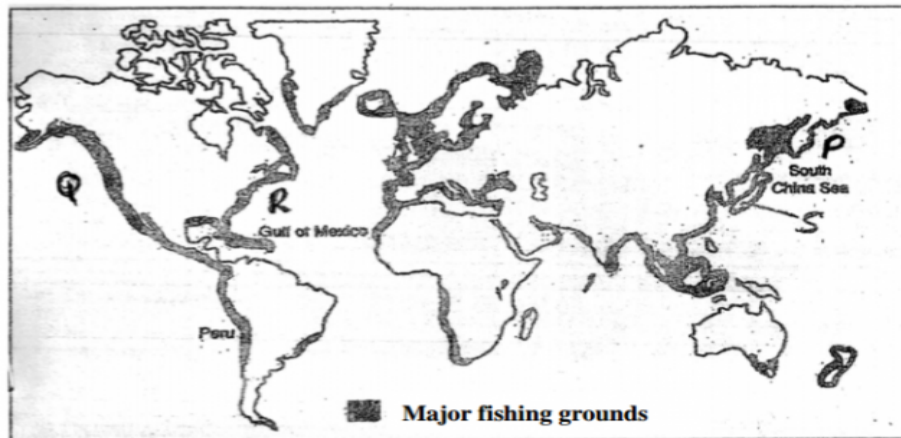 P
South
China Sea
Q
R
S
Gulf of Mexico
Peru
Major fishing grounds